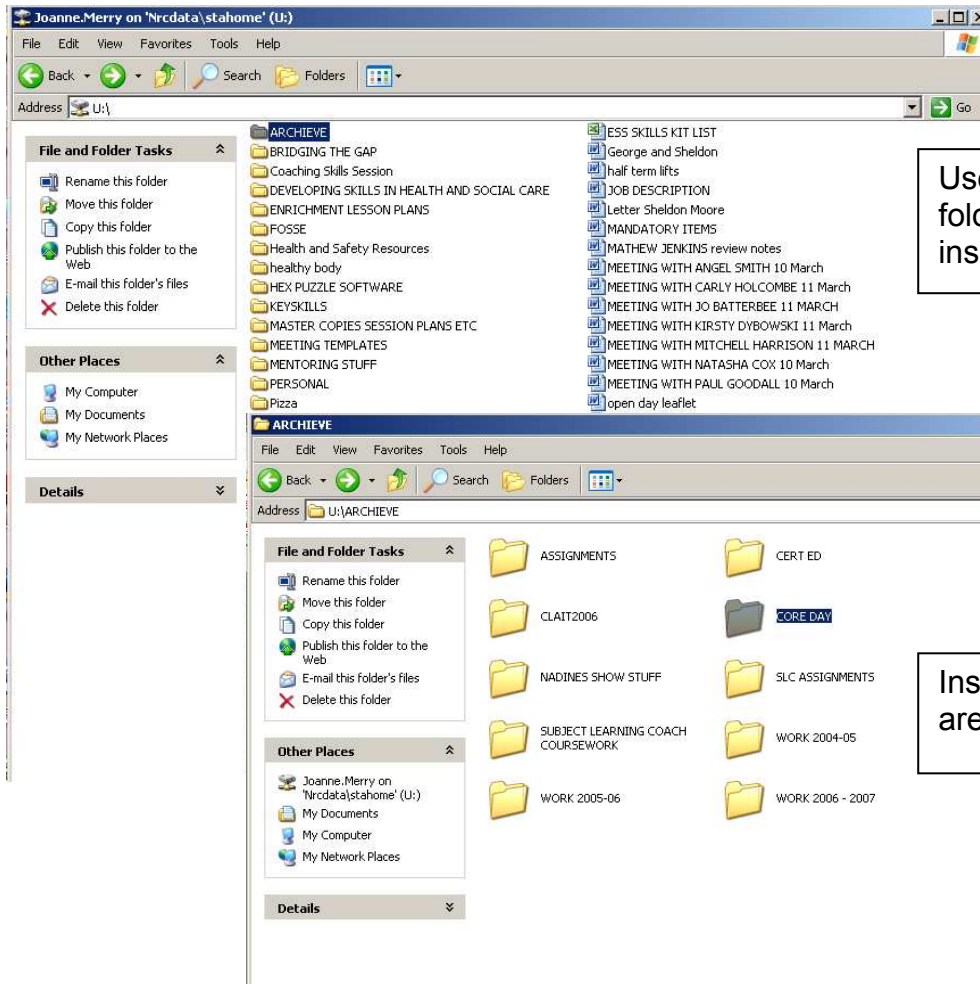 Joanne.Merry on 'Nrcdata\stahome' (U:)
File Edit View Favorites Tools Help
Back Search Folders
Address U:\ Go
File and Folder Tasks
Rename this folder
Move this folder
Copy this folder
Publish this folder to the
Web
E-mail this folder's files
Delete this folder
Other Places
My Computer
My Documents
My Network Places
Details
ARCHIEVE
BRIDGING THE GAP
Coaching Skills Session
DEVELOPING SKILLS IN HEALTH AND SOCIAL CARE
ENRICHMENT LESSON PLANS
FOSSE
Health and Safety Resources
healthy body
HEX PUZZLE SOFTWARE
KEYSKILLS
MASTER COPIES SESSION PLANS ETC
MEETING TEMPLATES
MENTORING STUFF
PERSONAL
Pizza
ESS SKILLS KIT LIST
George and Sheldon
half term lifts
JOB DESCRIPTION
Letter Sheldon Moore
MANDATORY ITEMS
MATHEW JENKINS review notes
MEETING WITH ANGEL SMITH 10 March
MEETING WITH CARLY HOLCOMBE 11 March
MEETING WITH JO BATTERBEE 11 MARCH
MEETING WITH KIRSTY DYBOWSKI 11 March
MEETING WITH MITCHELL HARRISON 11 MARCH
MEETING WITH NATASHA COX 10 March
MEETING WITH PAUL GOODALL 10 March
open day leaflet
ARCHIEVE
File Edit View Favorites Tools Help
Back Search Folders
Address U:\ARCHIEVE
File and Folder Tasks
Rename this folder
Move this folder
Copy this folder
Publish this folder to the
Web
E-mail this folder's files
Delete this folder
Other Places
Joanne.Merry on
'Nrcdata\stahome' (U:)
My Documents
My Computer
My Network Places
Details
ASSIGNMENTS
CERT ED
CLAIT2006
CORE DAY
NADINES SHOW STUFF
SLC ASSIGNMENTS
SUBJECT LEARNING COACH
COURSEWORK
WORK 2004-05
WORK 2005-06
WORK 2006 - 2007